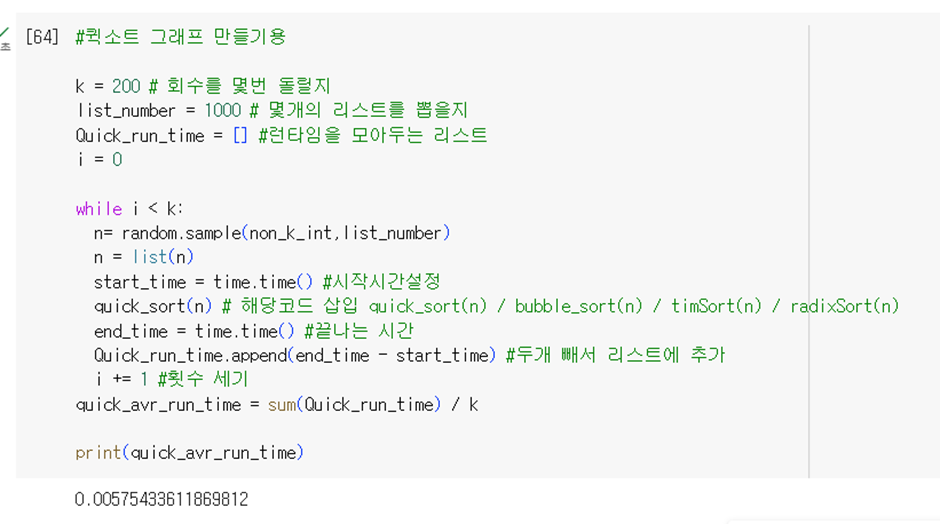 초 [64] #퀵소트 그래프 만들기용
k = 200 # 회수를 몇번 돌릴지
list_number = 1000 # 몇개의 리스트를 뽑을지
Quick_run_time = [] #런타임을 모아두는 리스트
i = 0
while i < k:
n= random.sample(non_k_int,list_number)
n = list(n)
start_time = time.time() #시작시간설정
quick_sort(n) # 해당코드 삽입 quick_sort(n) / bubble_sort(n) / timSort(n) / radixSort(n)
end_time = time.time() #끝나는 시간
Quick_run_time.append(end_time - start_time) #두개 빼서 리스트에 추가
i += 1 #횟수 세기
quick_avr_run_time = sum(Quick_run_time) / k
print(quick_avr_run_time)
0.00575433611869812